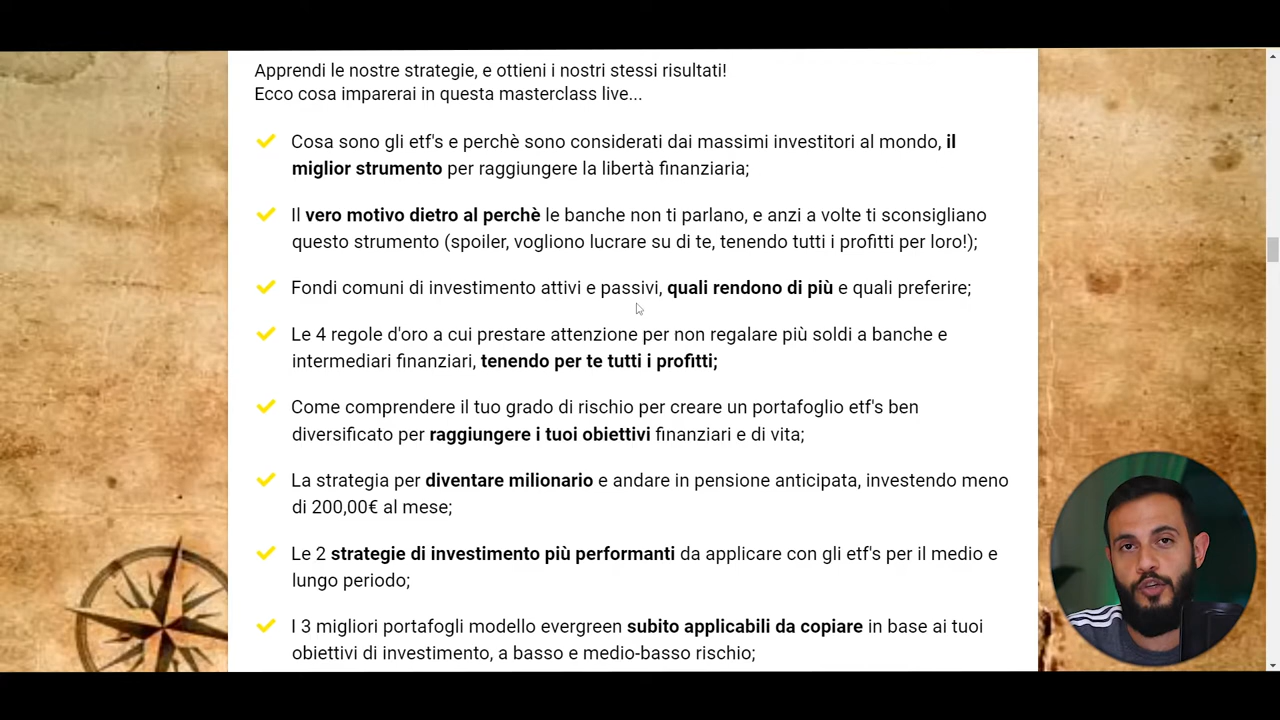 Apprendi le nostre strategie, e ottieni i nostri stessi risultati!
Ecco cosa imparerai in questa masterclass live...
Cosa sono gli etf's e perchè sono considerati dai massimi investitori al mondo, il
miglior strumento per raggiungere la libertà finanziaria;
Il vero motivo dietro al perchè le banche non ti parlano, e anzi a volte ti sconsigliano
questo strumento (spoiler, vogliono lucrare su di te, tenendo tutti i profitti per loro!);
Fondi comuni di investimento attivi e passivi, quali rendono di più e quali preferire;
Le 4 regole d'oro a cui prestare attenzione per non regalare più soldi a banche e
intermediari finanziari, tenendo per te tutti i profitti;
Come comprendere il tuo grado di rischio per creare un portafoglio etf's ben
diversificato per raggiungere i tuoi obiettivi finanziari e di vita;
La strategia per diventare milionario e andare in pensione anticipata, investendo meno
di 200,00€ al mese;
Le 2 strategie di investimento più performanti da applicare con gli etf's per il medio e
lungo periodo;
I 3 migliori portafogli modello evergreen subito applicabili da copiare in base ai tuoi
obiettivi di investimento, a basso e medio-basso rischio;